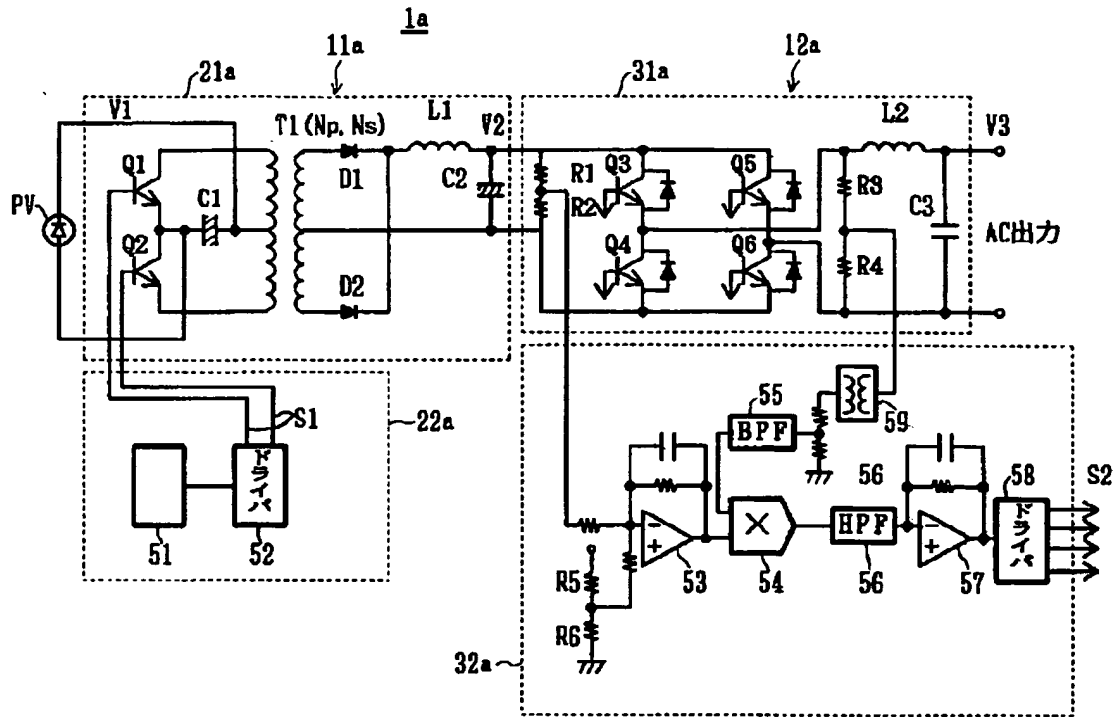 1a
11a
12a
21a
31a
V1
T1 (Np, Ns)
L1
V2
L2
V3
Q1
D1
C2
R1
Q3
Q5
R3
C1
PV
R2
C3
AC出力
Q2
Q4
Q6
R4
D2
S1
22a
55
BPF
59
56
58
S2
ドライバ
51
52
R5
R6
53
×
54
HPF
56
57
ドライバ
32a